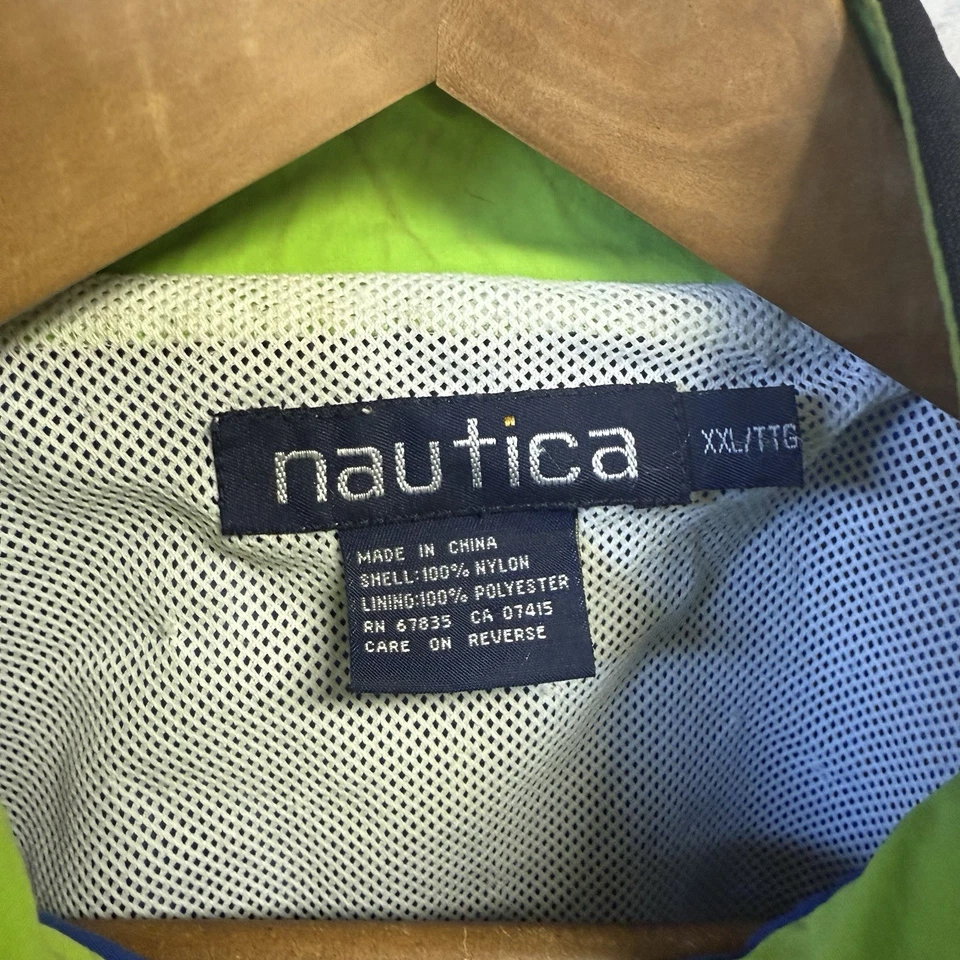 nautica
XXL/TTG
MADE IN CHINA
SHELL:100% NYLON
LINING:100% POLYESTER
RN 67835 CA 07415
CARE ON REVERSE